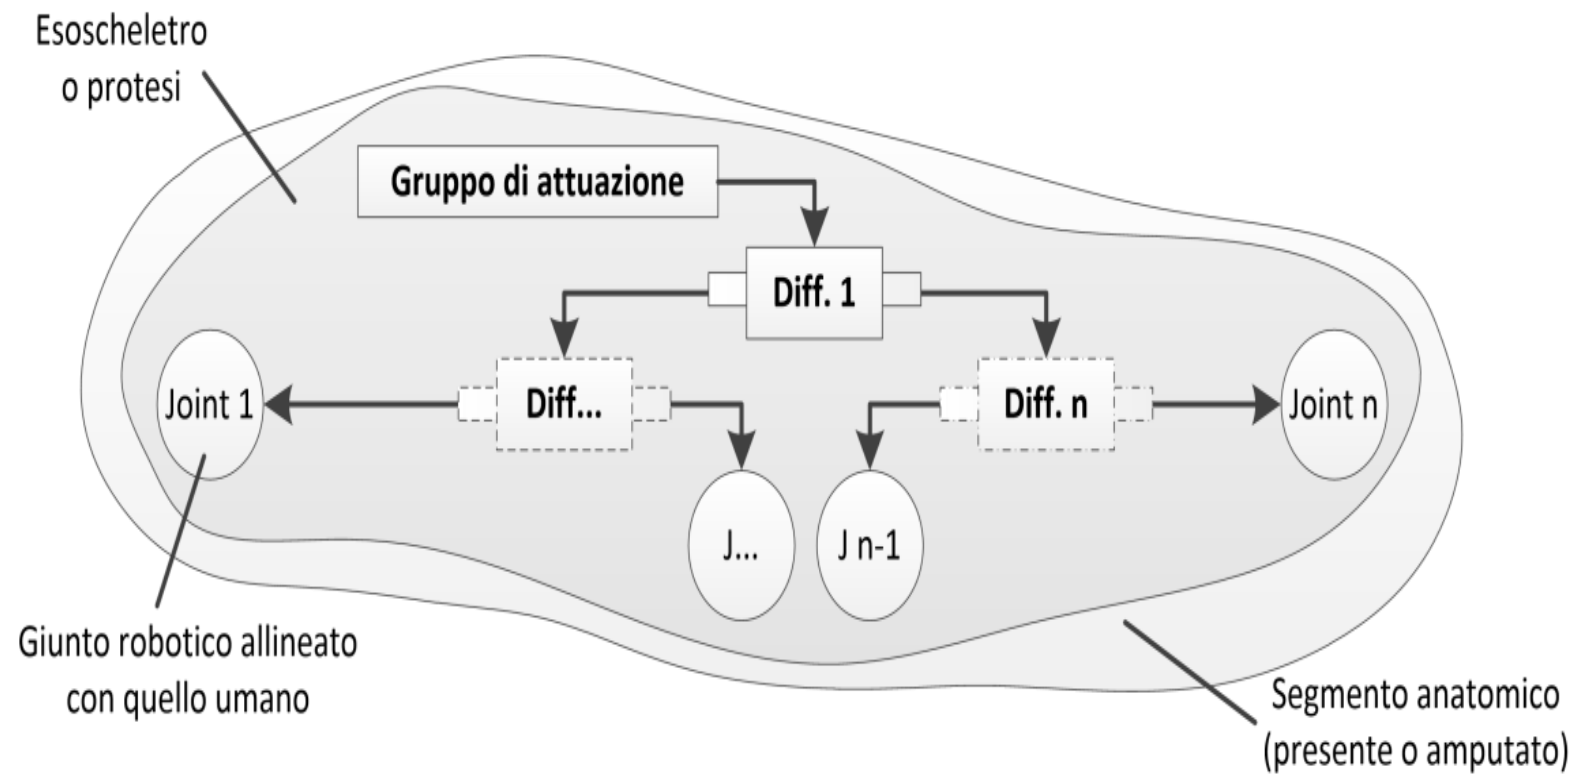 Esoscheletro
o protesi
Gruppo di attuazione
Diff. 1
Diff...
Diff. n
Joint 1
Joint n
J...
J n-1
Giunto robotico allineato
con quello umano
Segmento anatomico
(presente o amputato)